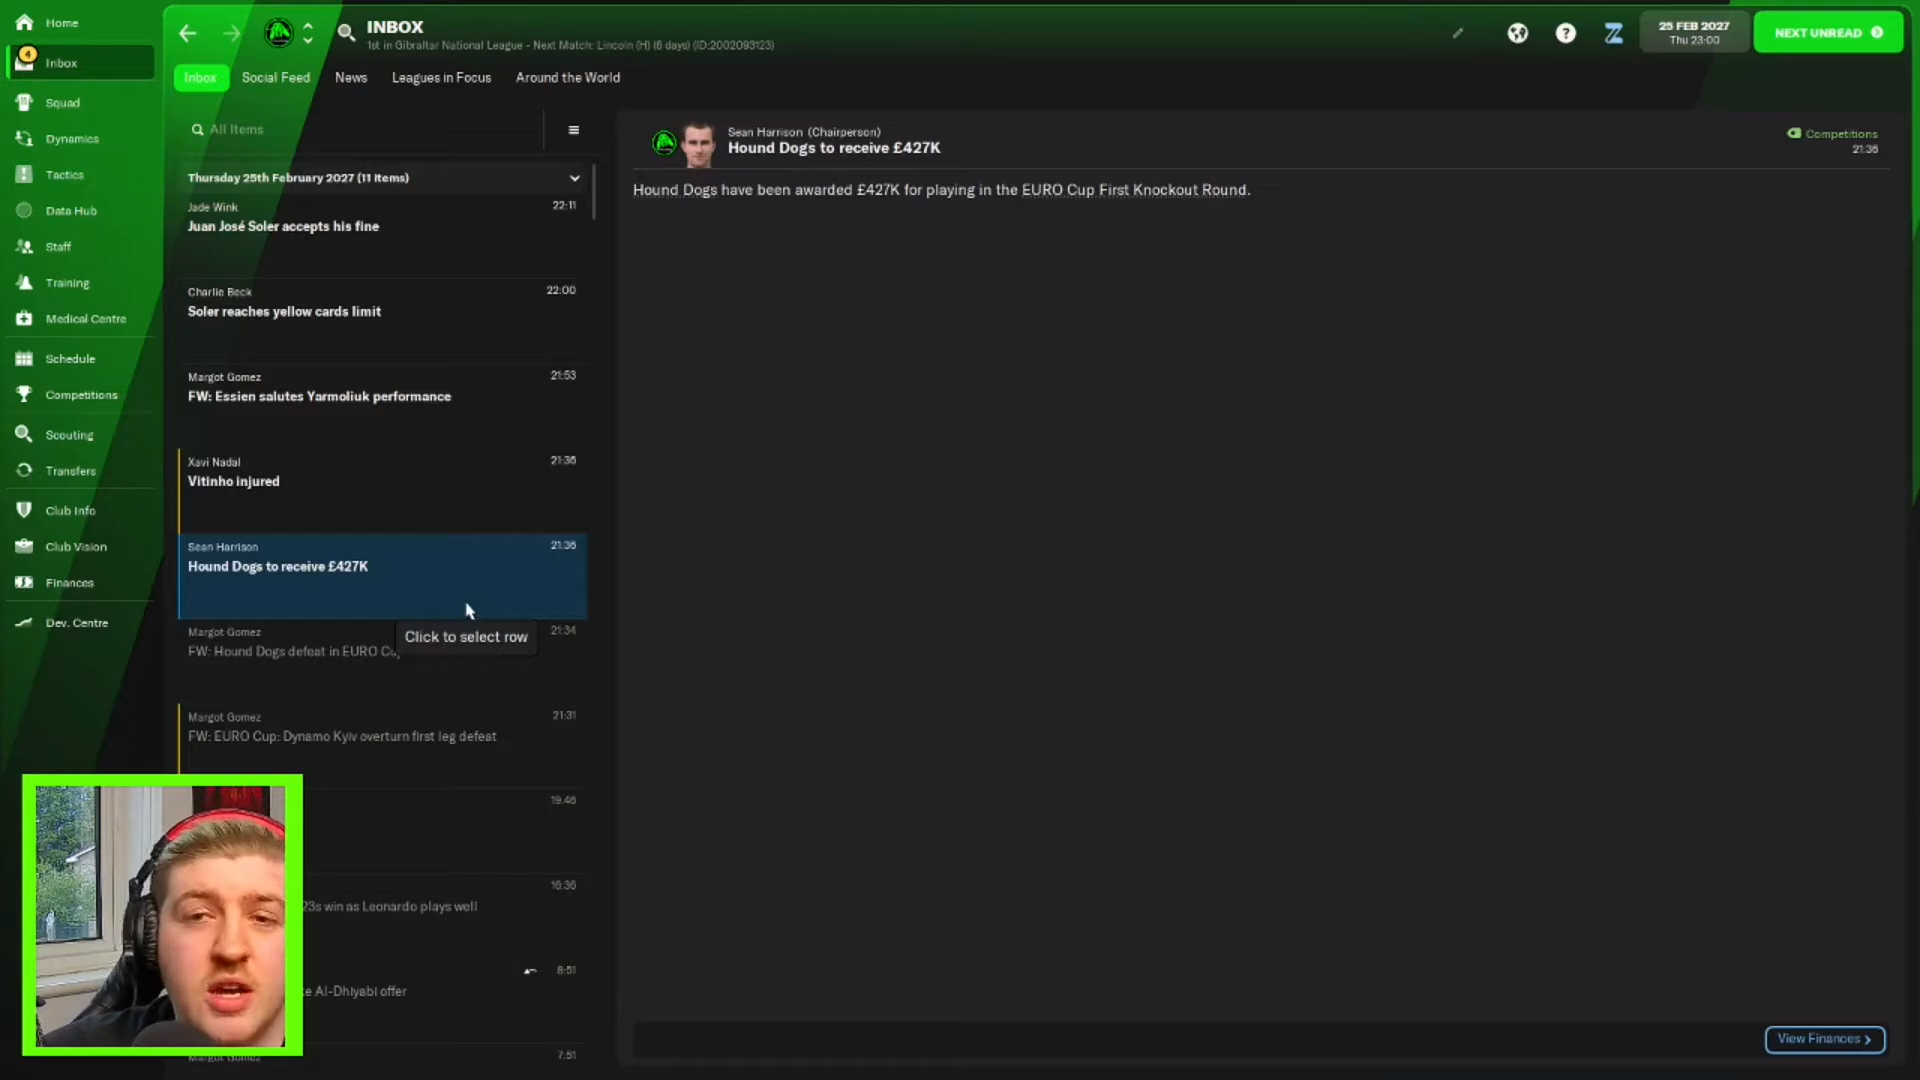 Home
4
Inbox
Squad
Dynamics
Tactics
Data Hub
Staff
Training
Medical Centre
Schedule
Competitions
Scouting
Transfers
Club Info
Club Vision
Finances
Dev. Centre
INBOX
1st in Gibraltar National League - Next Match: Lincoln (H) (6 days) (ID:2002093123)
25 FEB 2027
Thu 23:00
NEXT UNREAD
Inbox Social Feed News Leagues in Focus Around the World
All Items
Thursday 25th February 2027 (11 items)
Jade Wink 22:11
Juan José Soler accepts his fine
Charlie Beck 22:00
Soler reaches yellow cards limit
Margot Gomez 21:53
FW: Essien salutes Yarmoliuk performance
Xavi Nadal 21:36
Vitinho injured
Sean Harrison 21:36
Hound Dogs to receive £427K
Click to select row
Margot Gomez 21:34
FW: Hound Dogs defeat in EURO
Margot Gomez 21:31
FW: EURO Cup: Dynamo Kyiv overturn first leg defeat
19:46
16:36
23s win as Leonardo plays well
8:51
Al-Dhiyabi offer
Margot Gomez 7:51
Sean Harrison (Chairperson)
Hound Dogs to receive £427K
Competitions
21:36
Hound Dogs have been awarded £427K for playing in the EURO Cup First Knockout Round.
View Finances